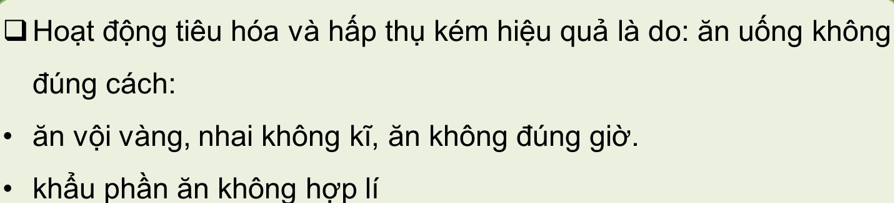 ❑ Hoạt động tiêu hóa và hấp thụ kém hiệu quả là do: ăn uống không
đúng cách:
• ăn vội vàng, nhai không kĩ, ăn không đúng giờ.
• khẩu phần ăn không hợp lí